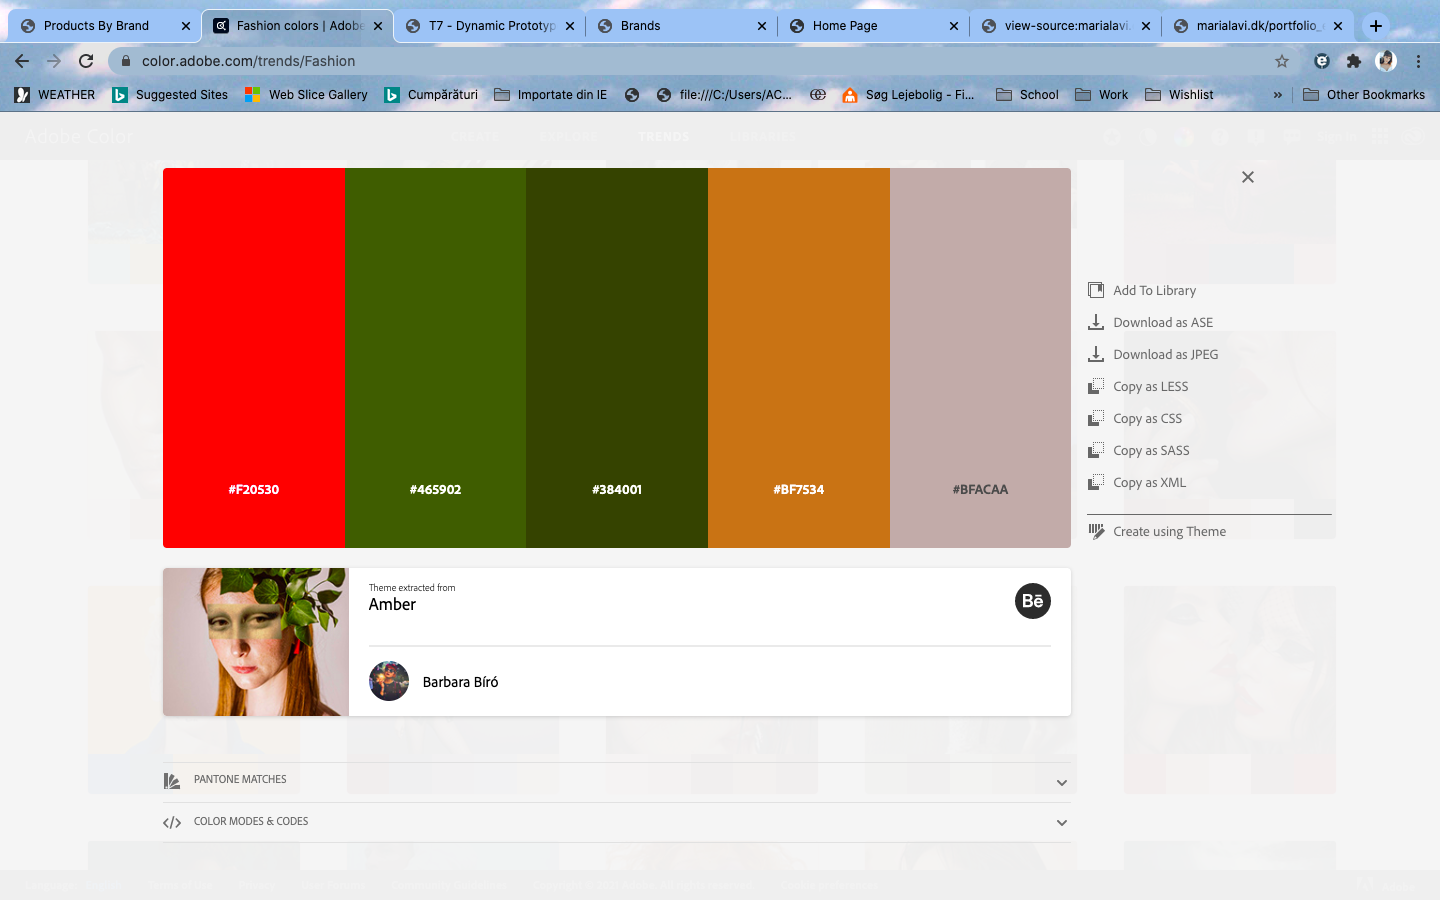 Products By Brand
Fashion colors | Adobe
T7 - Dynamic Prototyp
Brands
Home Page
view-source:marialavi.
marialavi.dk/portfolio_
color.adobe.com/trends/Fashion
WEATHER
Suggested Sites
Web Slice Gallery
Cumpărături
Importate din IE
file:///C:/Users/AC...
Søg Lejebolig - Fi...
School
Work
Wishlist
»
Other Bookmarks
Adobe Color
TRENDS
#F20530
#465902
#384001
#BF7534
#BFACAA
Add To Library
Download as ASE
Download as JPEG
Copy as LESS
Copy as CSS
Copy as SASS
Copy as XML
Create using Theme
Theme extracted from
Amber
Bē
Barbara Bíró
PANTONE MATCHES
</> COLOR MODES & CODES